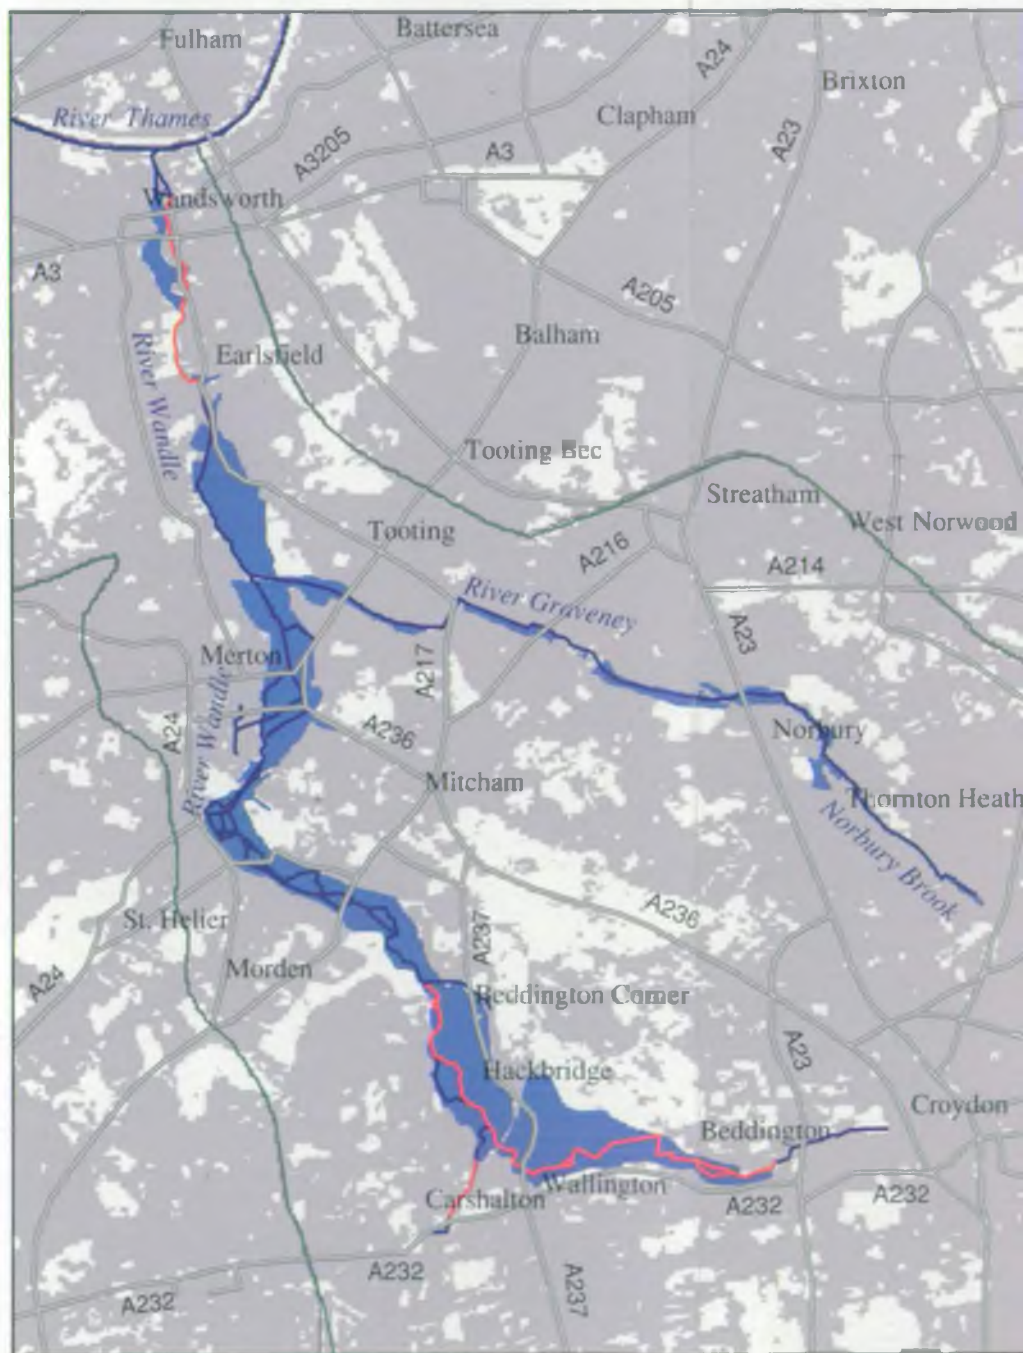 Fulham
Battersea
A24
Brixton
River Thames
Clapham
A3205
A3
A23
Wandsworth
A3
A205
Balham
River Wandle
Earlsfield
Tooting Bec
Streatham
West Norwood
Tooting
A216
A214
River Graveney
A23
Merton
A217
River Wandle
A24
A236
Norbury
Mitcham
Thornton Heath
Norbury Brook
St. Helier
A236
A237
A24
Morden
Beddington Corner
A23
Hackbridge
Croydon
Beddington
Wallington
Carshalton
A232
A232
A232
A237
A232